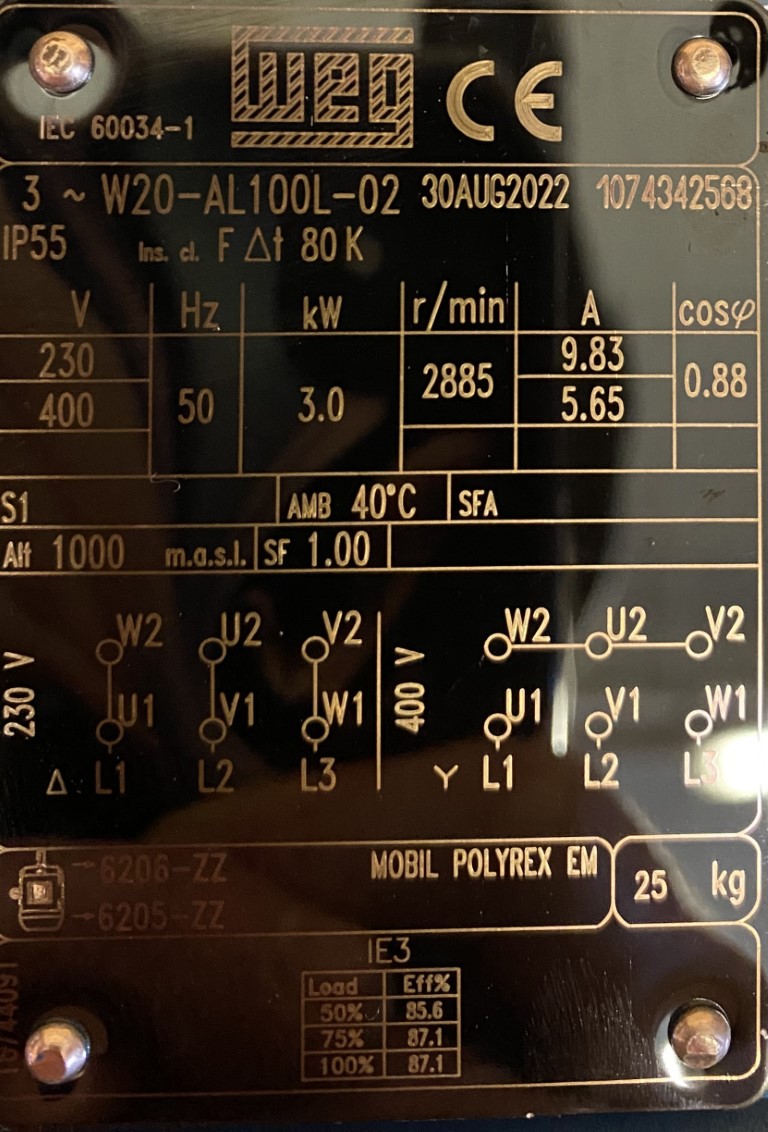 WEG CE
IEC 60034-1
3 ~ W20-AL100L-02 30AUG2022 1074342568
IP55 Ins. cl. F Δt 80 K
V Hz kW r/min A cosφ
230 50 3.0 2885 9.83 0.88
400 5.65
S1 AMB 40°C SFA
Alt 1000 m.a.s.l. SF 1.00
230 V W2 U2 V2 400 V W2 U2 V2
U1 V1 W1 U1 V1 W1
Δ L1 L2 L3 Y L1 L2 L3
6206-ZZ MOBIL POLYREX EM 25 kg
6205-ZZ
IE3
Load Eff%
50% 85.6
75% 87.1
100% 87.1